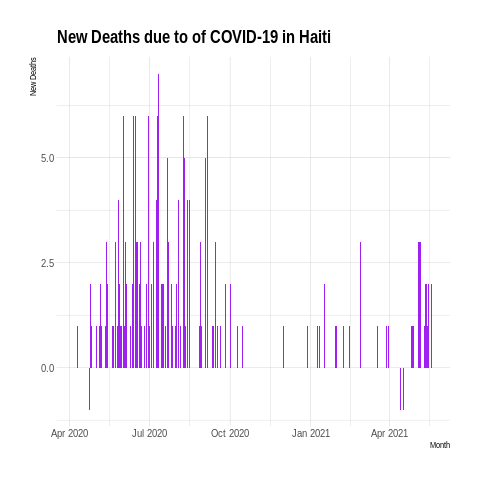 New Deaths due to of COVID-19 in Haiti
New Deaths
5.0
2.5
0.0
Apr 2020 Jul 2020 Oct 2020 Jan 2021 Apr 2021
Month